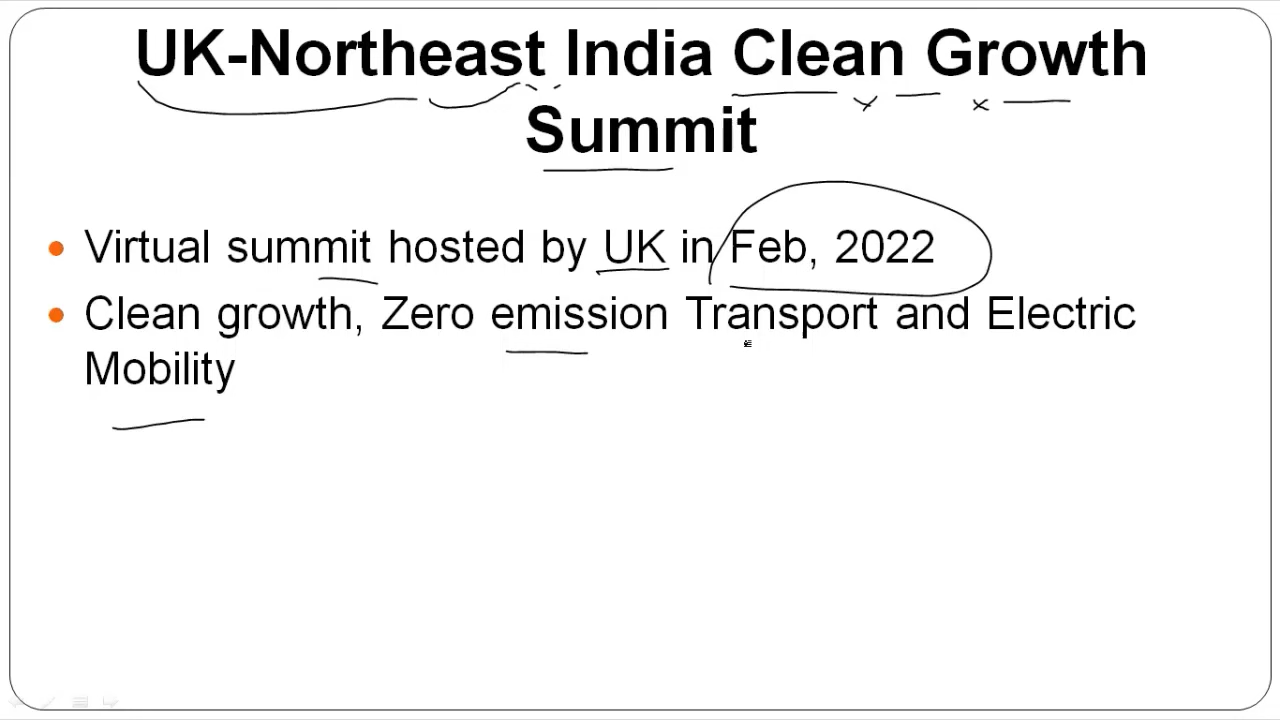 UK-Northeast India Clean Growth
Summit
• Virtual summit hosted by UK in Feb, 2022
• Clean growth, Zero emission Transport and Electric
Mobility